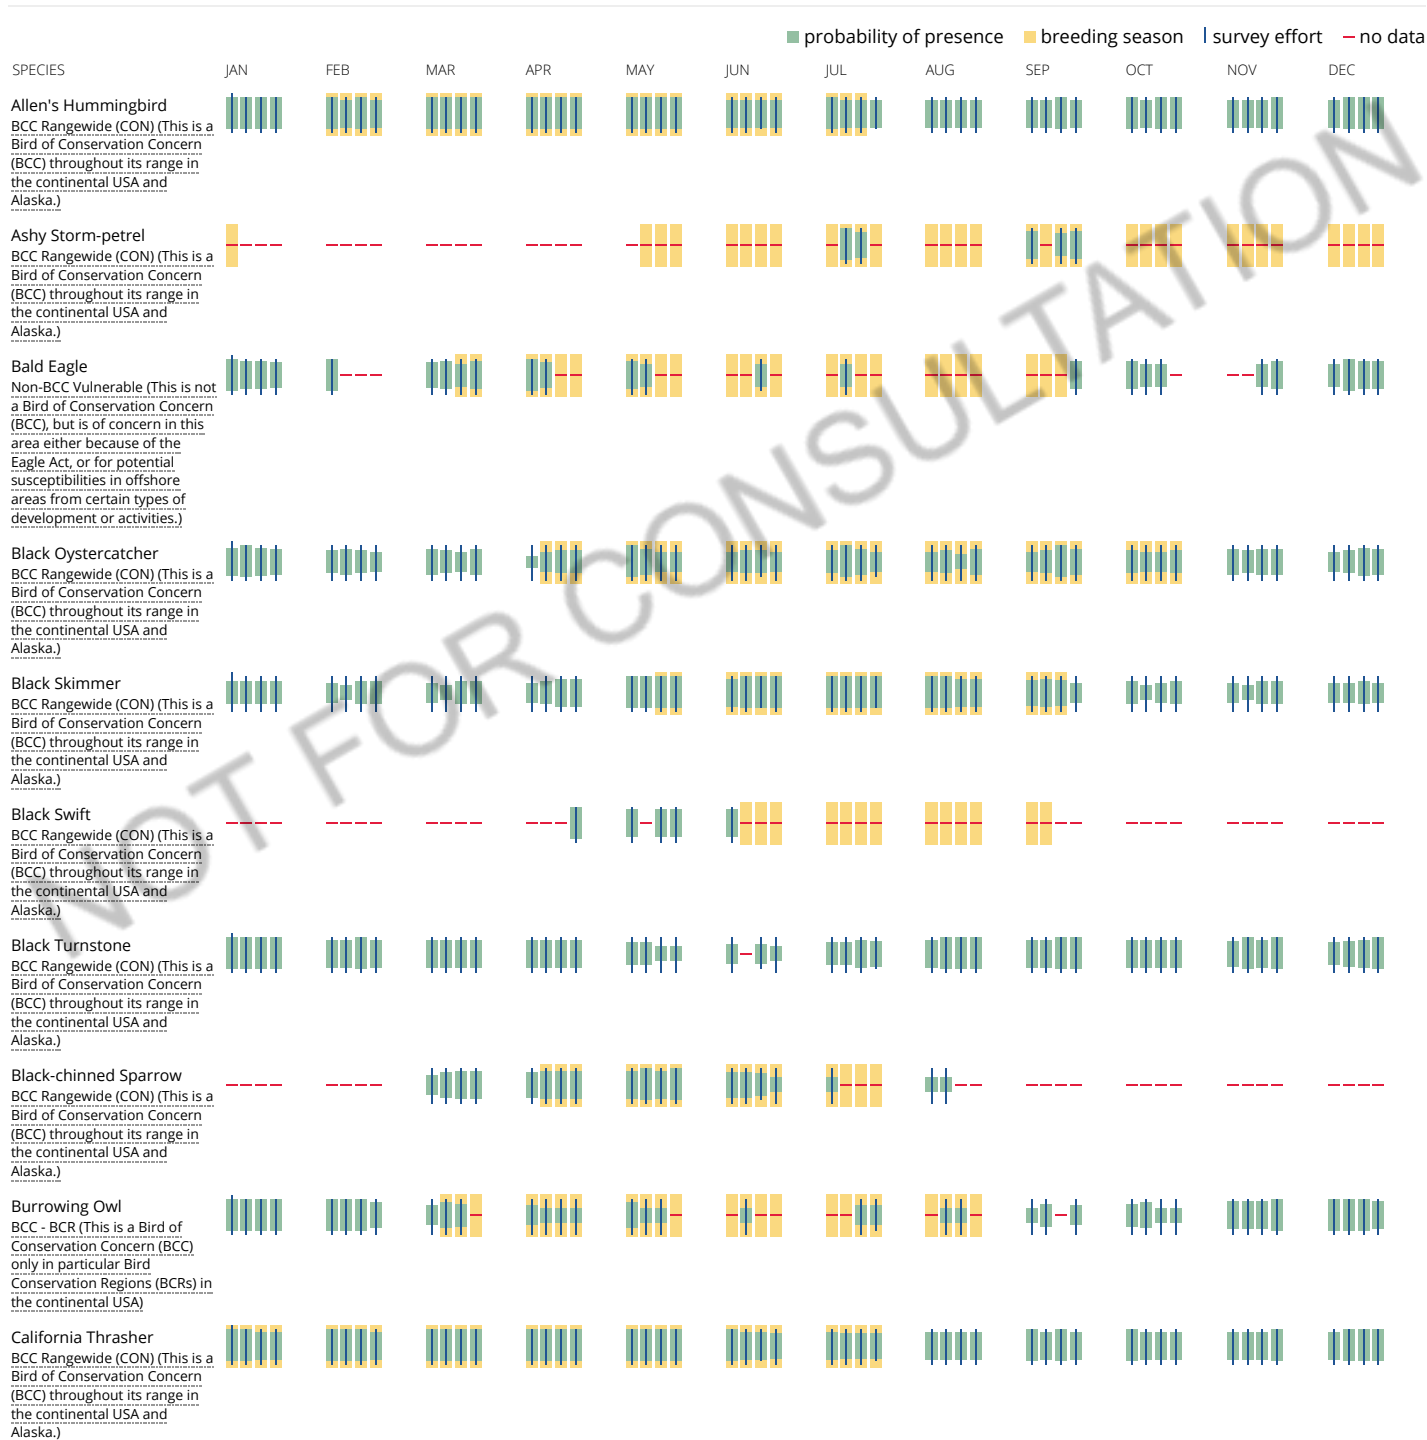 probability of presence breeding season survey effort no data
SPECIES JAN FEB MAR APR MAY JUN JUL AUG SEP OCT NOV DEC
Allen's Hummingbird
BCC Rangewide (CON) (This is a
Bird of Conservation Concern
(BCC) throughout its range in
the continental USA and
Alaska.)
Ashy Storm-petrel
BCC Rangewide (CON) (This is a
Bird of Conservation Concern
(BCC) throughout its range in
the continental USA and
Alaska.)
Bald Eagle
Non-BCC Vulnerable (This is not
a Bird of Conservation Concern
(BCC), but is of concern in this
area either because of the
Eagle Act, or for potential
susceptibilities in offshore
areas from certain types of
development or activities.)
Black Oystercatcher
BCC Rangewide (CON) (This is a
Bird of Conservation Concern
(BCC) throughout its range in
the continental USA and
Alaska.)
Black Skimmer
BCC Rangewide (CON) (This is a
Bird of Conservation Concern
(BCC) throughout its range in
the continental USA and
Alaska.)
Black Swift
BCC Rangewide (CON) (This is a
Bird of Conservation Concern
(BCC) throughout its range in
the continental USA and
Alaska.)
Black Turnstone
BCC Rangewide (CON) (This is a
Bird of Conservation Concern
(BCC) throughout its range in
the continental USA and
Alaska.)
Black-chinned Sparrow
BCC Rangewide (CON) (This is a
Bird of Conservation Concern
(BCC) throughout its range in
the continental USA and
Alaska.)
Burrowing Owl
BCC - BCR (This is a Bird of
Conservation Concern (BCC)
only in particular Bird
Conservation Regions (BCRs) in
the continental USA)
California Thrasher
BCC Rangewide (CON) (This is a
Bird of Conservation Concern
(BCC) throughout its range in
the continental USA and
Alaska.)
NOT FOR CONSULTATION